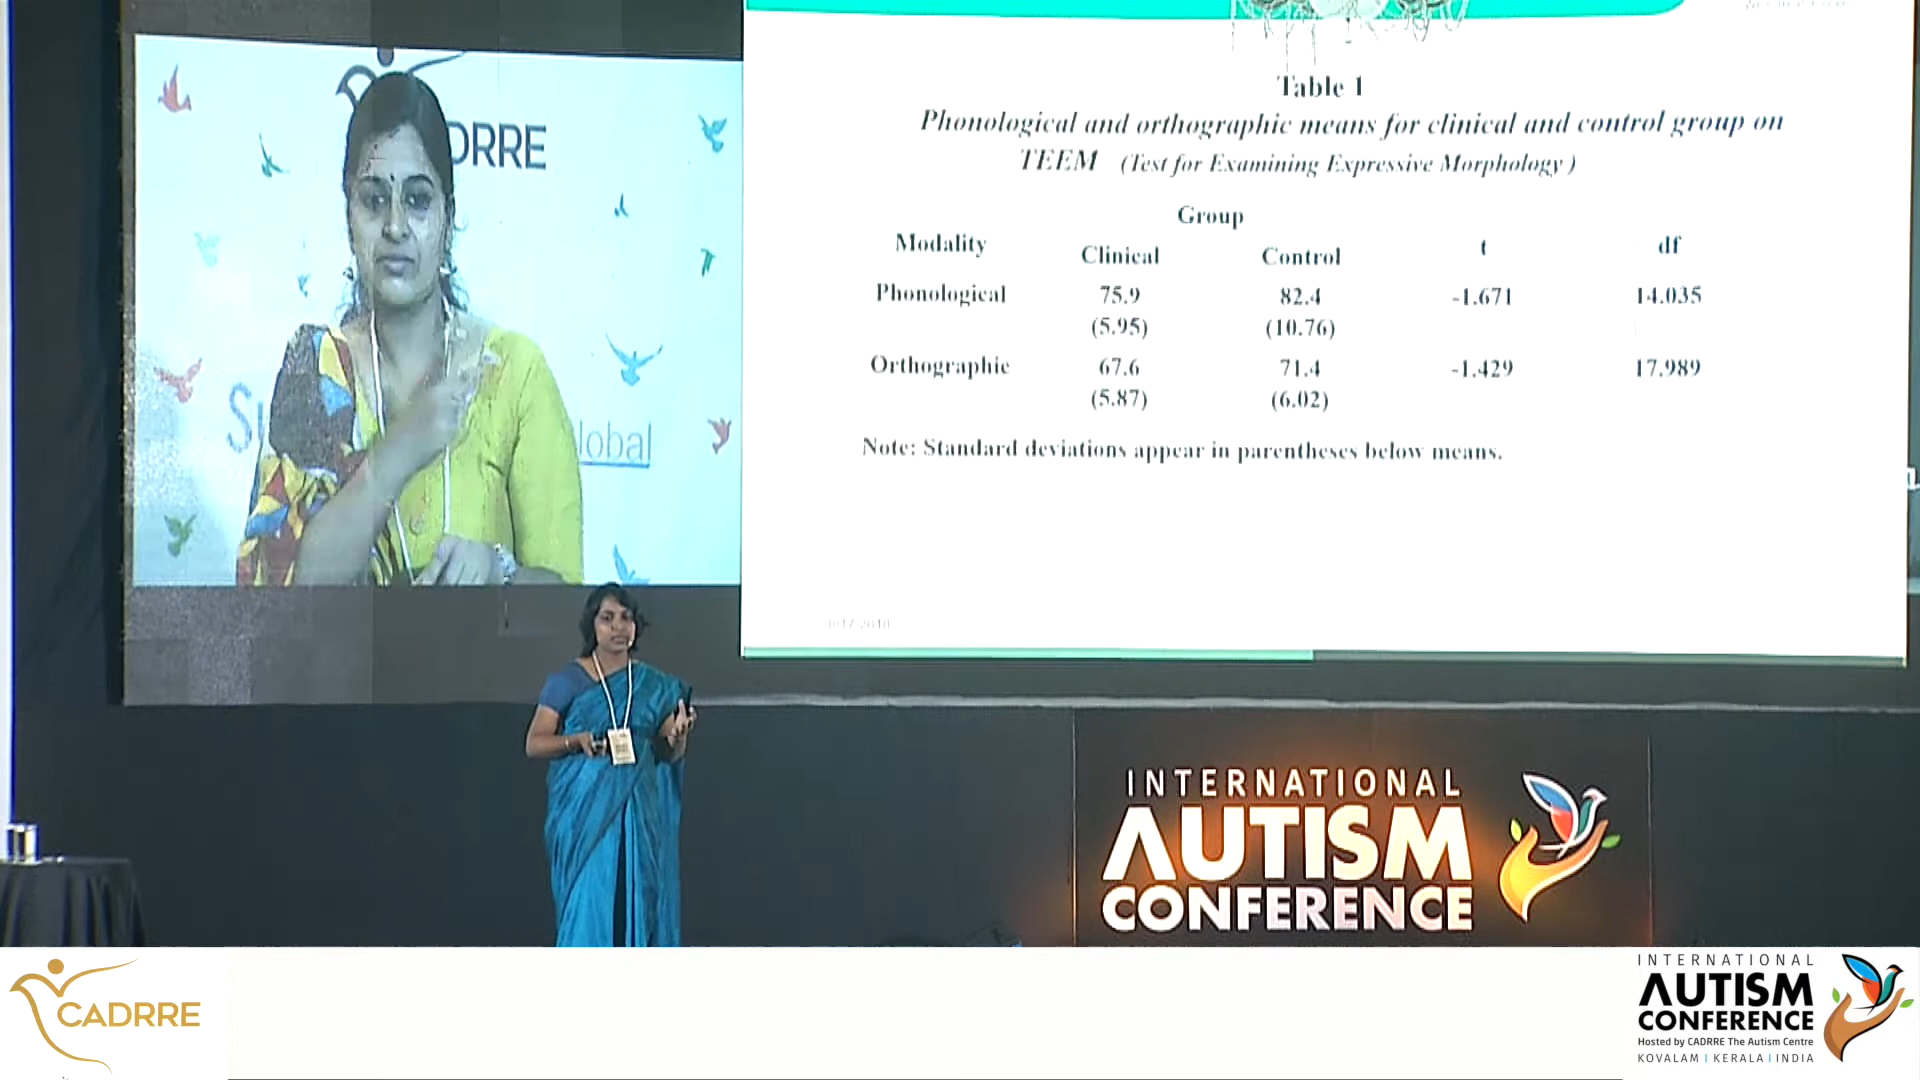 DRRE
lobal
Table 1
Phonological and orthographic means for clinical and control group on
TEEM (Test for Examining Expressive Morphology)
Group
Modality Clinical Control t df
Phonological 75.9 82.4 -1.671 14.035
(5.95) (10.76)
Orthographic 67.6 71.4 -1.429 17.989
(5.87) (6.02)
Note: Standard deviations appear in parentheses below means.
INTERNATIONAL
AUTISM
CONFERENCE
CADRRE
INTERNATIONAL
AUTISM
CONFERENCE
Hosted by CADRRE The Autism Centre
KOVALAM | KERALA | INDIA